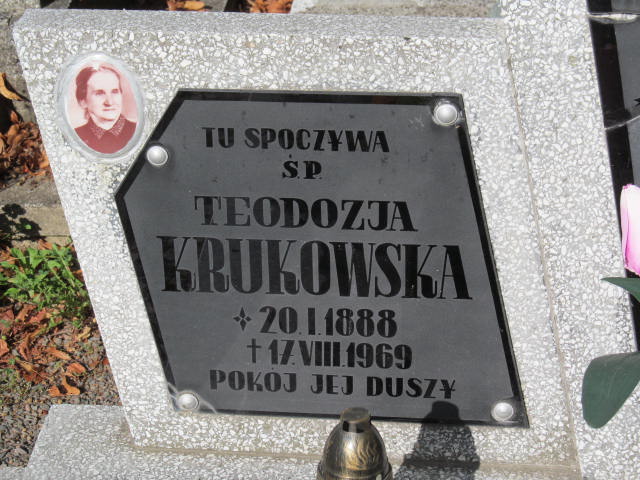 TU SPOCZYWA
Ś.P.
TEODOZJA
KRUKOWSKA
✦ 20.I.1888
† 17.VIII.1969
POKÓJ JEJ DUSZY